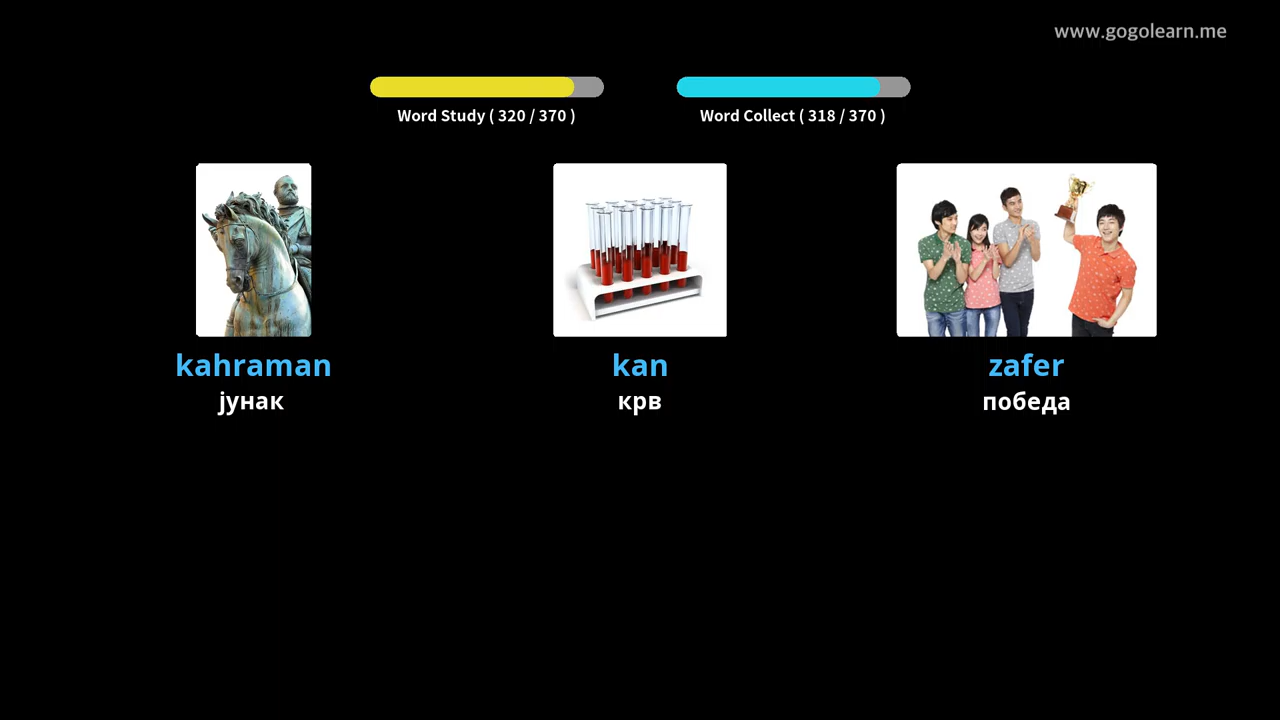 www.gogolearn.me
Word Study ( 320 / 370 )
Word Collect ( 318 / 370 )
kahraman
јунак
kan
крв
zafer
победа